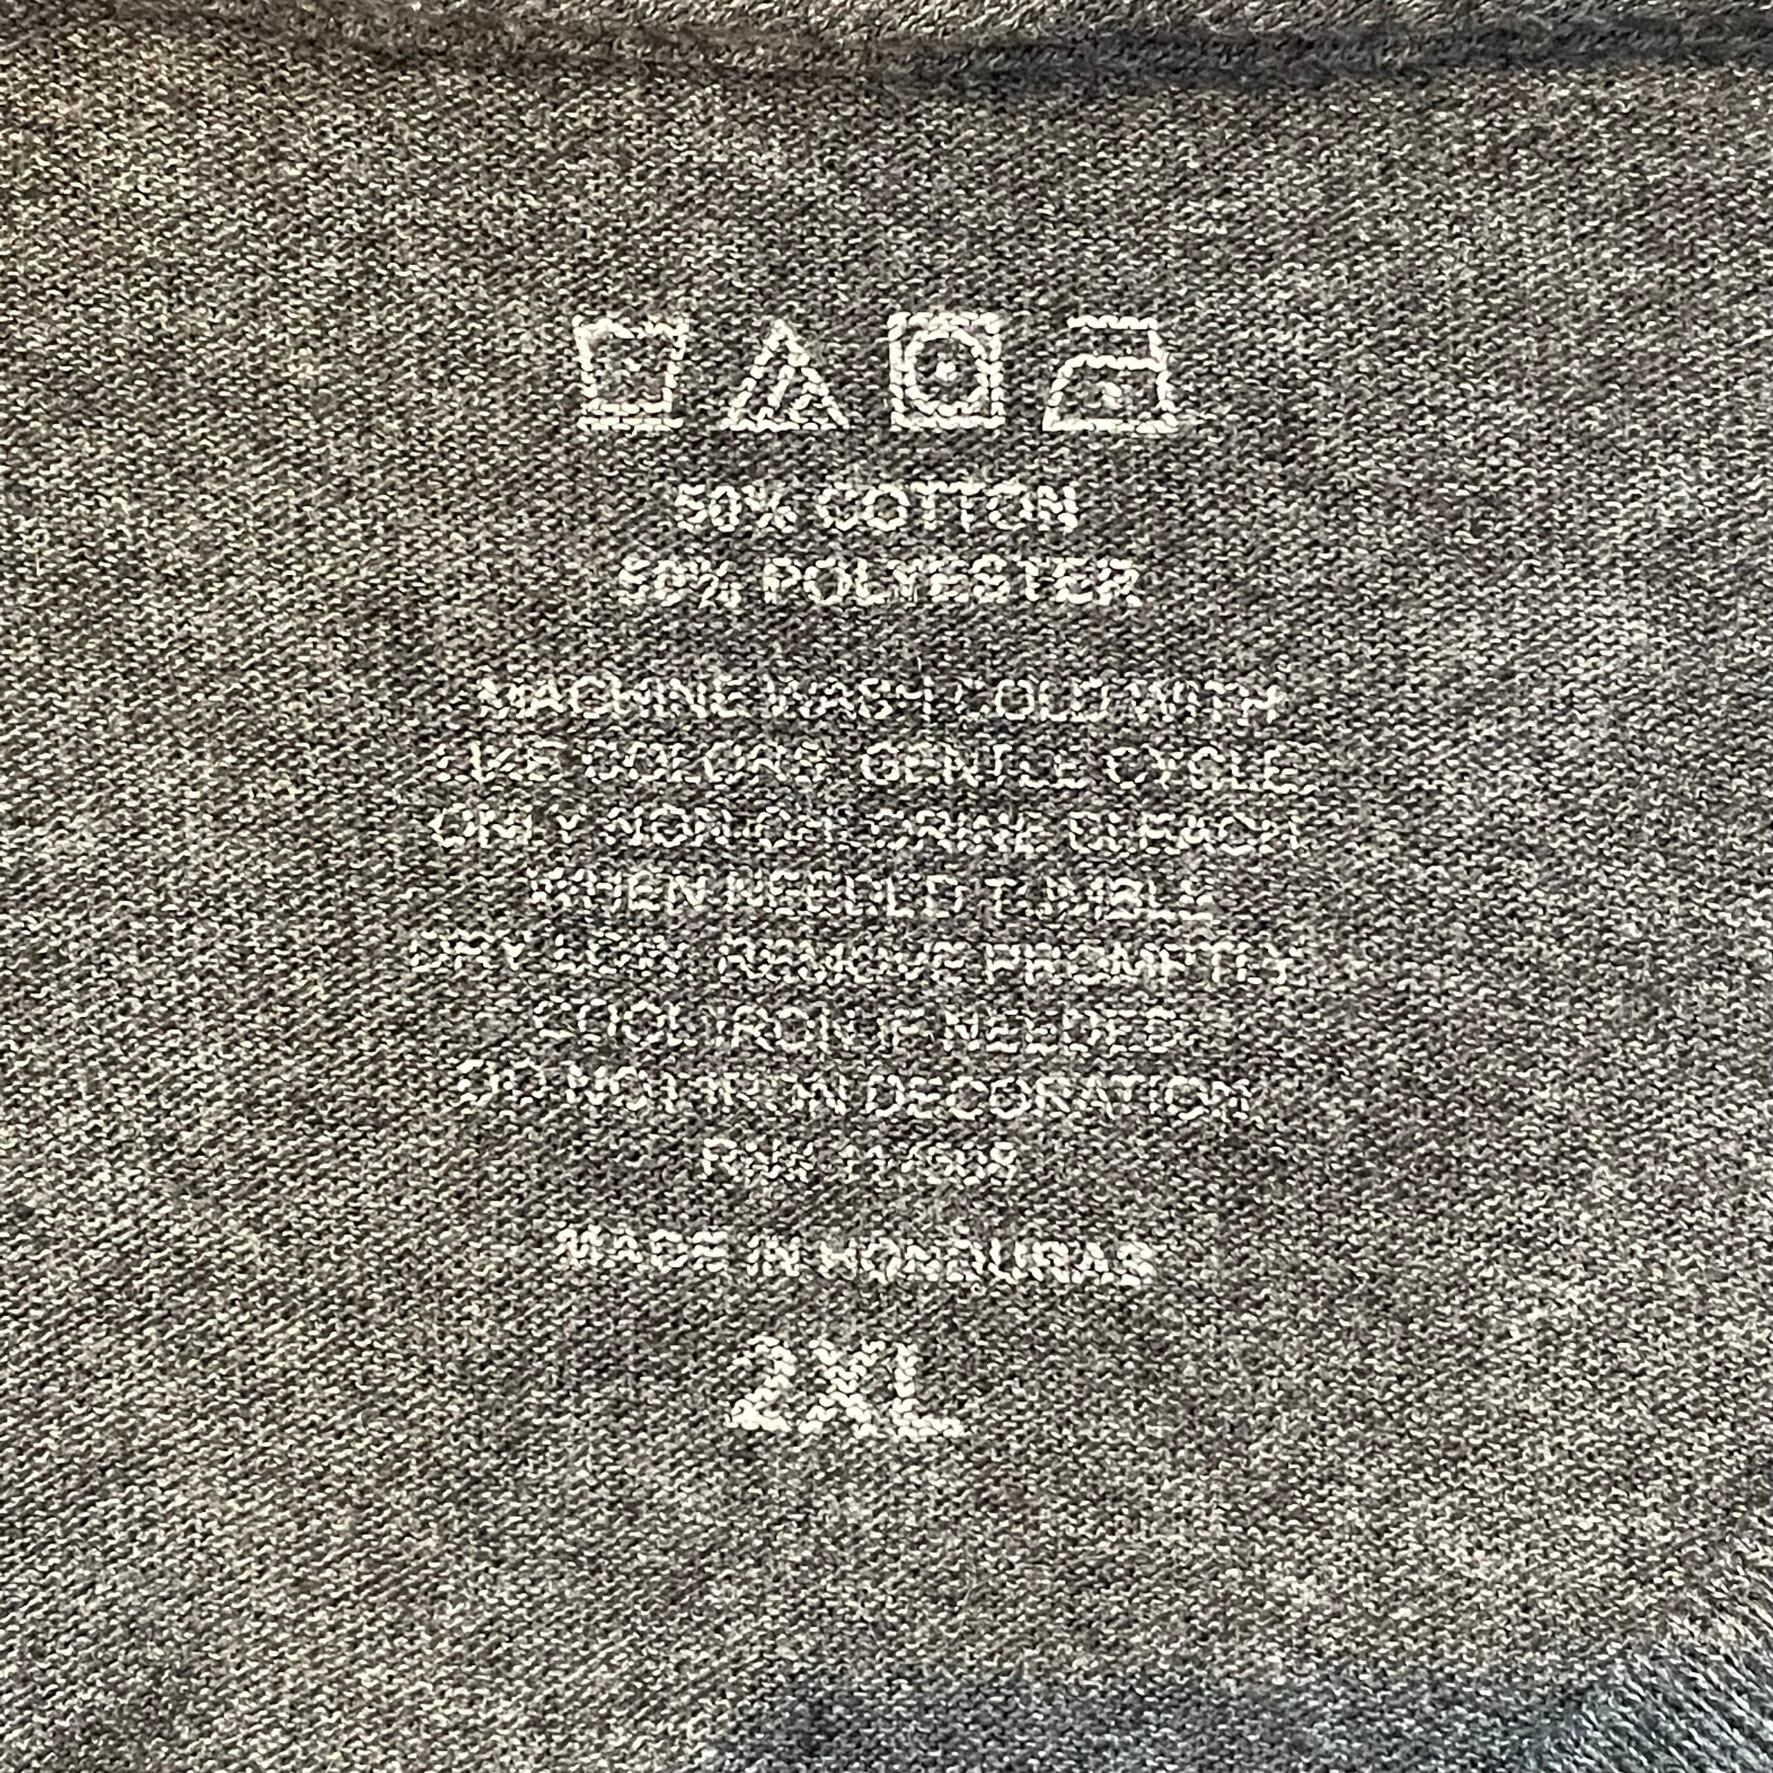 50% COTTON
50% POLYESTER
MACHINE WASH COLD WITH
LIKE COLORS GENTLE CYCLE
ONLY NON-CHLORINE BLEACH
WHEN NEEDED TUMBLE
DRY LOW REMOVE PROMPTLY
COOL IRON IF NEEDED
DO NOT IRON DECORATION
RN#
MADE IN HONDURAS
2XL